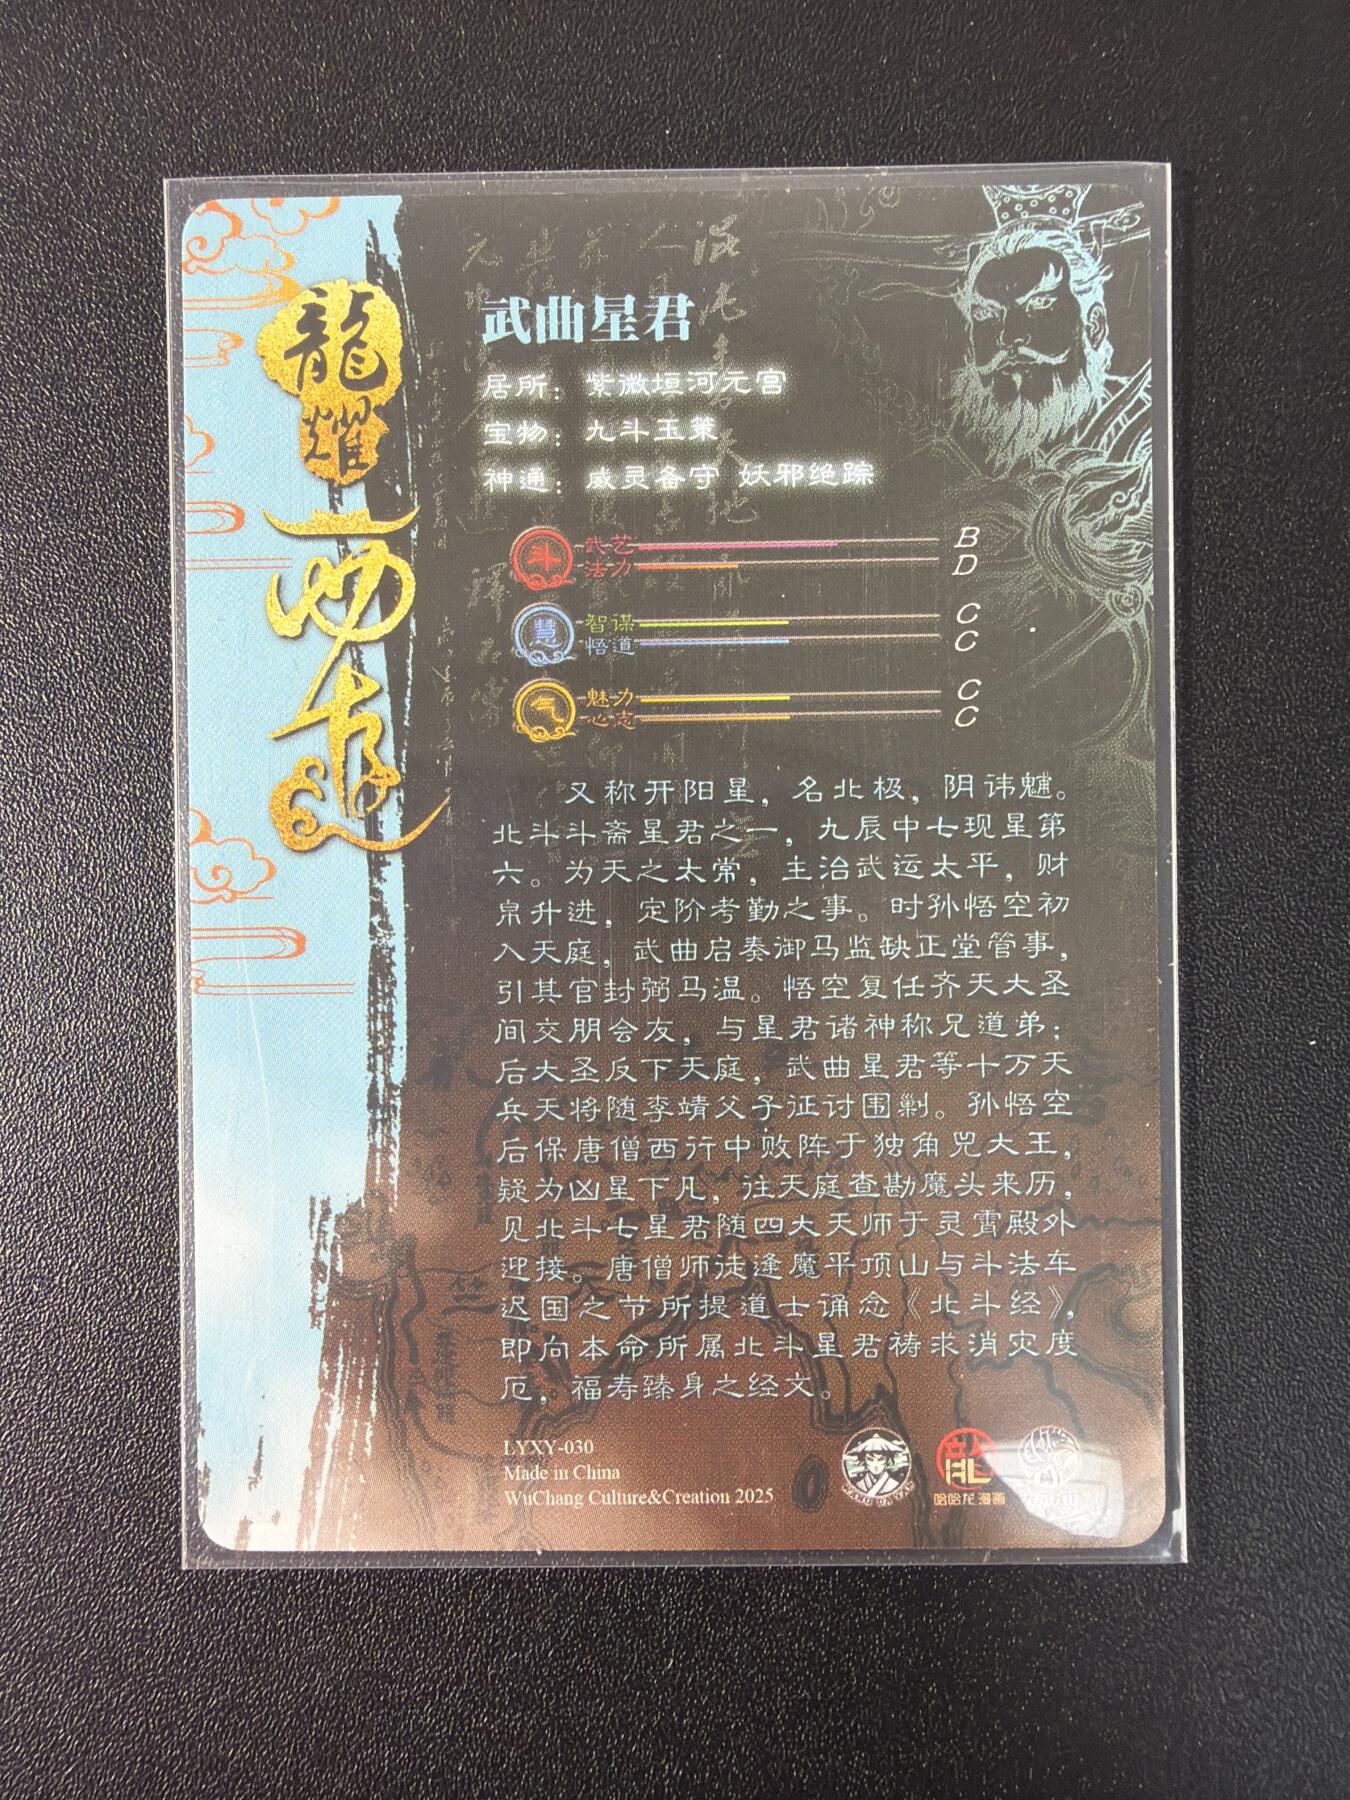 龍耀西遊
武曲星君
居所：紫微垣河元宫
宝物：九斗玉策
神通：威灵备守 妖邪绝踪
斗 武艺 B
法力 D
慧 智谋 C
悟道 C
气 魅力 C
心志 C
又称开阳星，名北极，阴讳魒。
北斗斗斋星君之一，九辰中七现星第
六。为天之太常，主治武运太平，财
帛升进，定阶考勤之事。时孙悟空初
入天庭，武曲启奏御马监缺正堂管事，
引其官封弼马温。悟空复任齐天大圣
间交朋会友，与星君诸神称兄道弟；
后大圣反下天庭，武曲星君等十万天
兵天将随李靖父子征讨围剿。孙悟空
后保唐僧西行中败阵于独角兕大王，
疑为凶星下凡，往天庭查勘魔头来历，
见北斗七星君随四大天师于灵霄殿外
迎接。唐僧师徒逢魔平顶山与斗法车
迟国之节所提道士诵念《北斗经》，
即向本命所属北斗星君祷求消灾度
厄，福寿臻身之经文。
LYXY-030
Made in China
WuChang Culture&Creation 2025
哈哈龙漫画